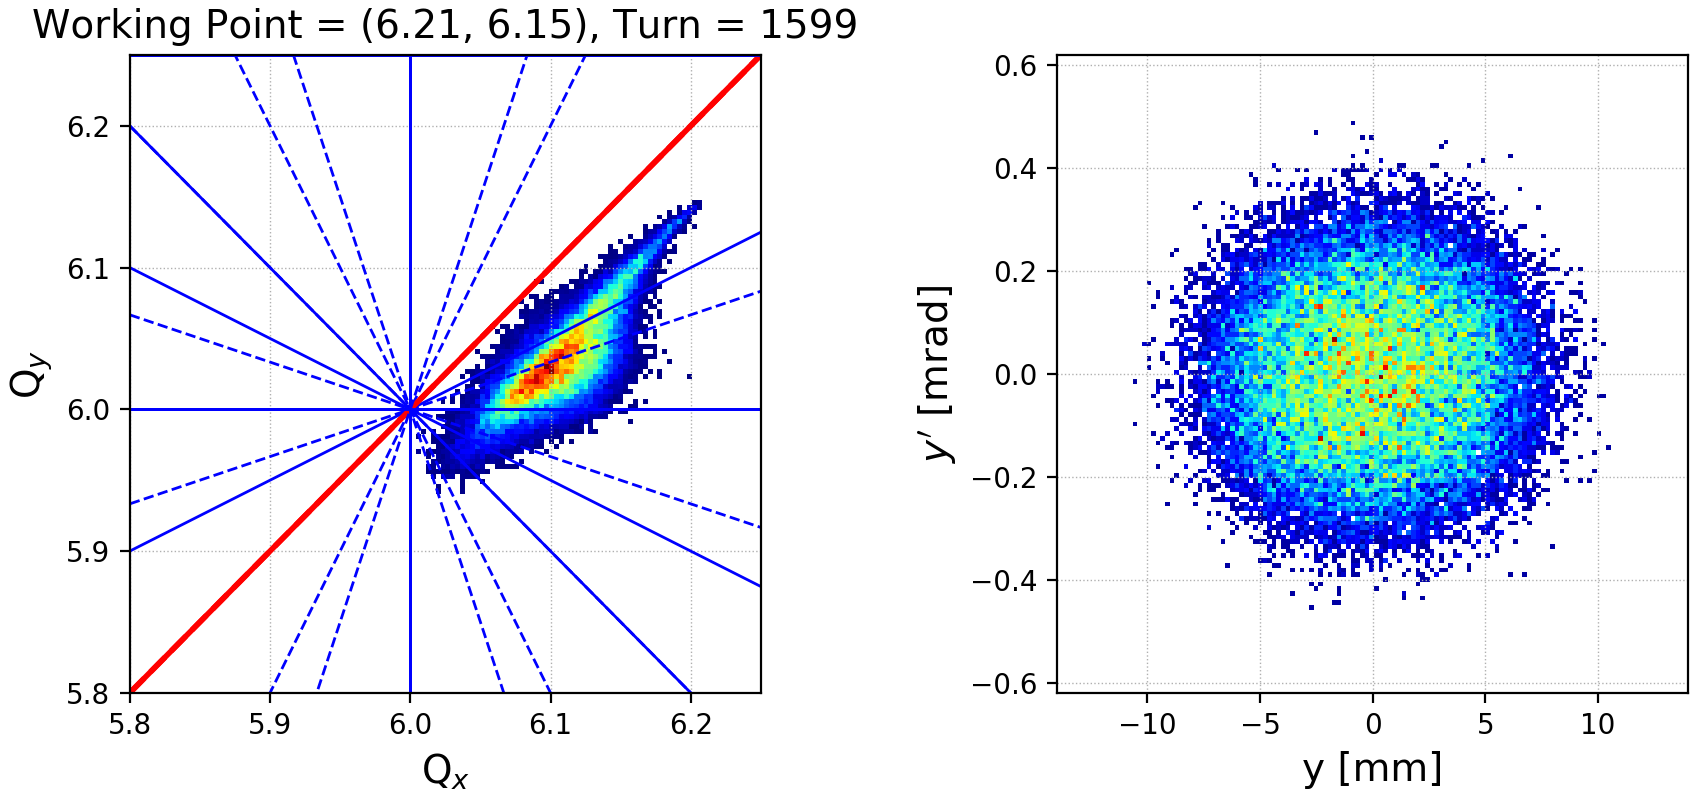 Working Point = (6.21, 6.15), Turn = 1599
6.2
6.1
6.0
5.9
5.8
Q_y
5.8 5.9 6.0 6.1 6.2
Q_x
0.6
0.4
0.2
0.0
−0.2
−0.4
−0.6
y′ [mrad]
−10 −5 0 5 10
y [mm]